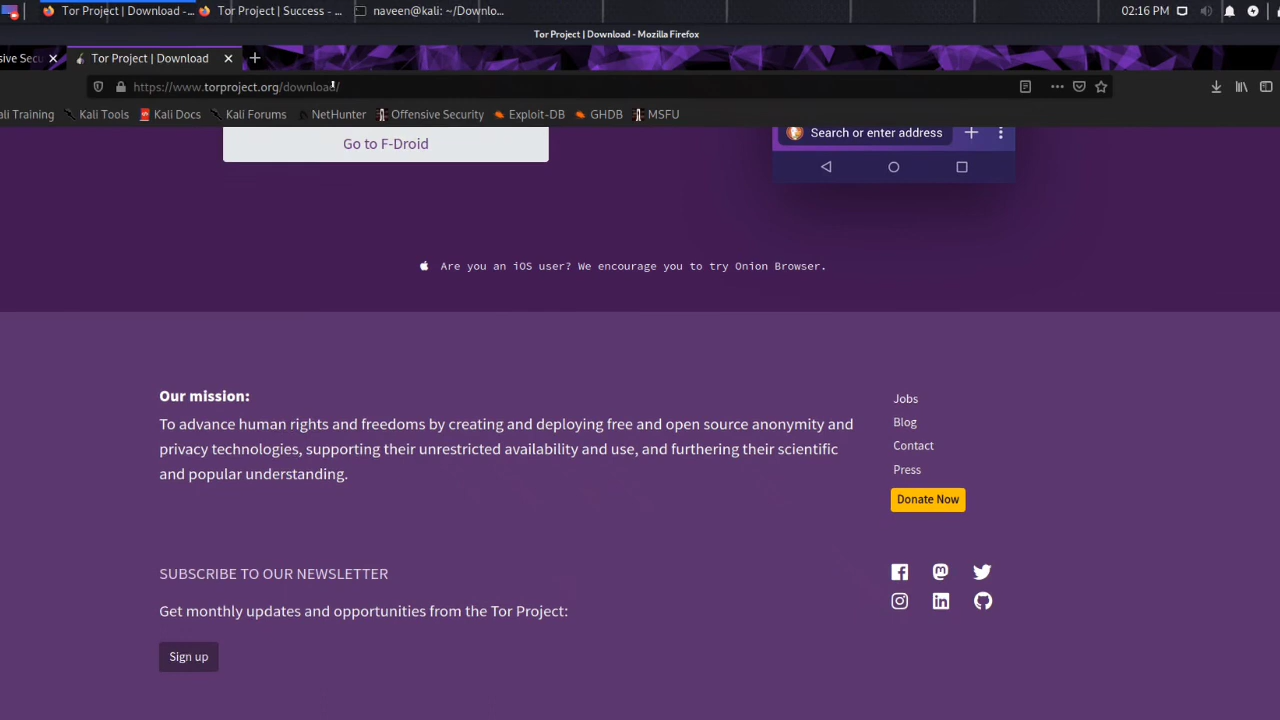 Tor Project | Download -...
Tor Project | Success - ...
naveen@kali: ~/Downlo...
02:16 PM
Tor Project | Download - Mozilla Firefox
sive Secu
Tor Project | Download
https://www.torproject.org/download/
ali Training
Kali Tools
Kali Docs
Kali Forums
NetHunter
Offensive Security
Exploit-DB
GHDB
MSFU
Go to F-Droid
Search or enter address
Are you an iOS user? We encourage you to try Onion Browser.
Our mission:
To advance human rights and freedoms by creating and deploying free and open source anonymity and
privacy technologies, supporting their unrestricted availability and use, and furthering their scientific
and popular understanding.
Jobs
Blog
Contact
Press
Donate Now
SUBSCRIBE TO OUR NEWSLETTER
Get monthly updates and opportunities from the Tor Project:
Sign up